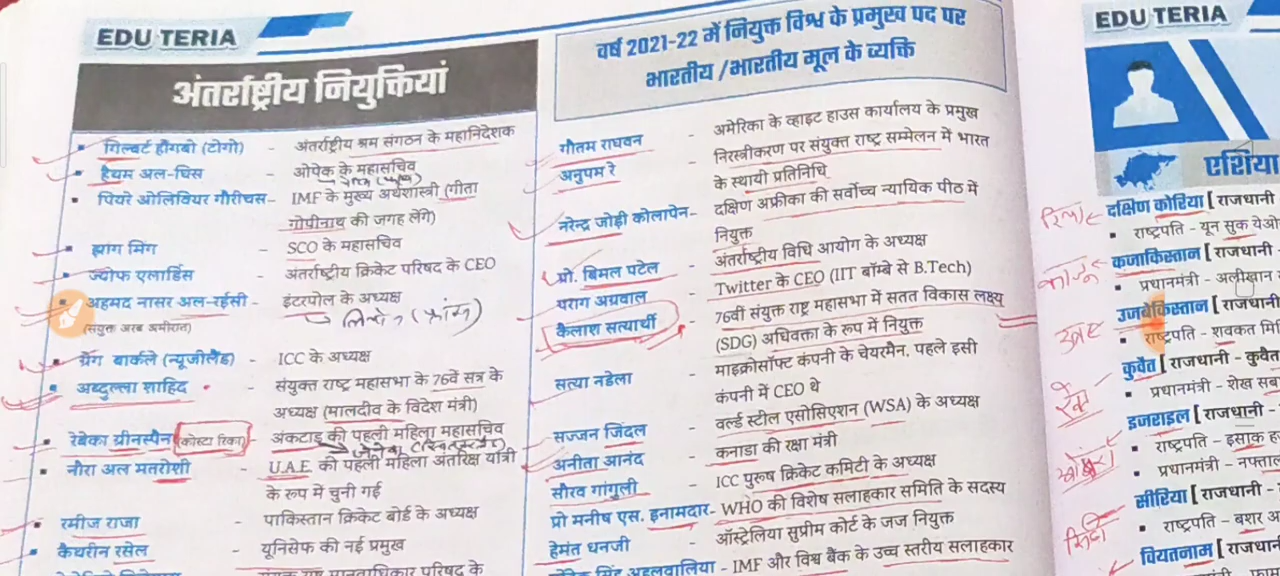 EDU TERIA
अंतर्राष्ट्रीय नियुक्तियां
गिल्बर्ट हौंगबो (टोगो) - अंतर्राष्ट्रीय श्रम संगठन के महानिदेशक
हैयम अल-घिस - ओपेक के महासचिव
पियरे ओलिवियर गौरीचस- IMF के मुख्य अर्थशास्त्री (गीता
गोपीनाथ की जगह लेंगे)
झांग मिंग - SCO के महासचिव
ज्योफ एलार्डिस - अंतर्राष्ट्रीय क्रिकेट परिषद के CEO
अहमद नासर अल-रईसी - इंटरपोल के अध्यक्ष
(संयुक्त अरब अमीरात)
ग्रेग बार्कले (न्यूजीलैंड) - ICC के अध्यक्ष
अब्दुल्ला शाहिद - संयुक्त राष्ट्र महासभा के 76वें सत्र के
अध्यक्ष (मालदीव के विदेश मंत्री)
रेबेका ग्रीनस्पैन (कोस्टा रिका) - अंकटाड की पहली महिला महासचिव
नौरा अल मतरोशी - U.A.E. की पहली महिला अंतरिक्ष यात्री
के रूप में चुनी गई
रमीज राजा - पाकिस्तान क्रिकेट बोर्ड के अध्यक्ष
कैथरीन रसेल - यूनिसेफ की नई प्रमुख
मानवाधिकार परिषद के
वर्ष 2021-22 में नियुक्त विश्व के प्रमुख पद पर
भारतीय /भारतीय मूल के व्यक्ति
गौतम राघवन - अमेरिका के व्हाइट हाउस कार्यालय के प्रमुख
अनुपम रे - निरस्त्रीकरण पर संयुक्त राष्ट्र सम्मेलन में भारत
के स्थायी प्रतिनिधि
नरेन्द्र जोड़ी कोलापेन- दक्षिण अफ्रीका की सर्वोच्च न्यायिक पीठ में
नियुक्त
प्रो. बिमल पटेल - अंतर्राष्ट्रीय विधि आयोग के अध्यक्ष
पराग अग्रवाल - Twitter के CEO (IIT बॉम्बे से B.Tech)
कैलाश सत्यार्थी - 76वीं संयुक्त राष्ट्र महासभा में सतत विकास लक्ष्य
(SDG) अधिवक्ता के रूप में नियुक्त
सत्या नडेला - माइक्रोसॉफ्ट कंपनी के चेयरमैन, पहले इसी
कंपनी में CEO थे
सज्जन जिंदल - वर्ल्ड स्टील एसोसिएशन (WSA) के अध्यक्ष
अनीता आनंद - कनाडा की रक्षा मंत्री
सौरव गांगुली - ICC पुरुष क्रिकेट कमिटी के अध्यक्ष
प्रो मनीष एस. इनामदार- WHO की विशेष सलाहकार समिति के सदस्य
हेमंत धनजी - ऑस्ट्रेलिया सुप्रीम कोर्ट के जज नियुक्त
सिंह अहलूवालिया - IMF और विश्व बैंक के उच्च स्तरीय सलाहकार
EDU TERIA
एशिया
दक्षिण कोरिया [ राजधानी
राष्ट्रपति - यून सुक येओ
कजाकिस्तान [ राजधानी
प्रधानमंत्री - अलीखान
उजबेकिस्तान [ राजधानी
राष्ट्रपति - शवकत मि
कुवैत [ राजधानी - कुवैत
प्रधानमंत्री - शेख सब
इजराइल [ राजधानी -
राष्ट्रपति - इसाक ह
प्रधानमंत्री - नफ्ताल
सीरिया [ राजधानी -
राष्ट्रपति - बशर अ
वियतनाम [ राजधान